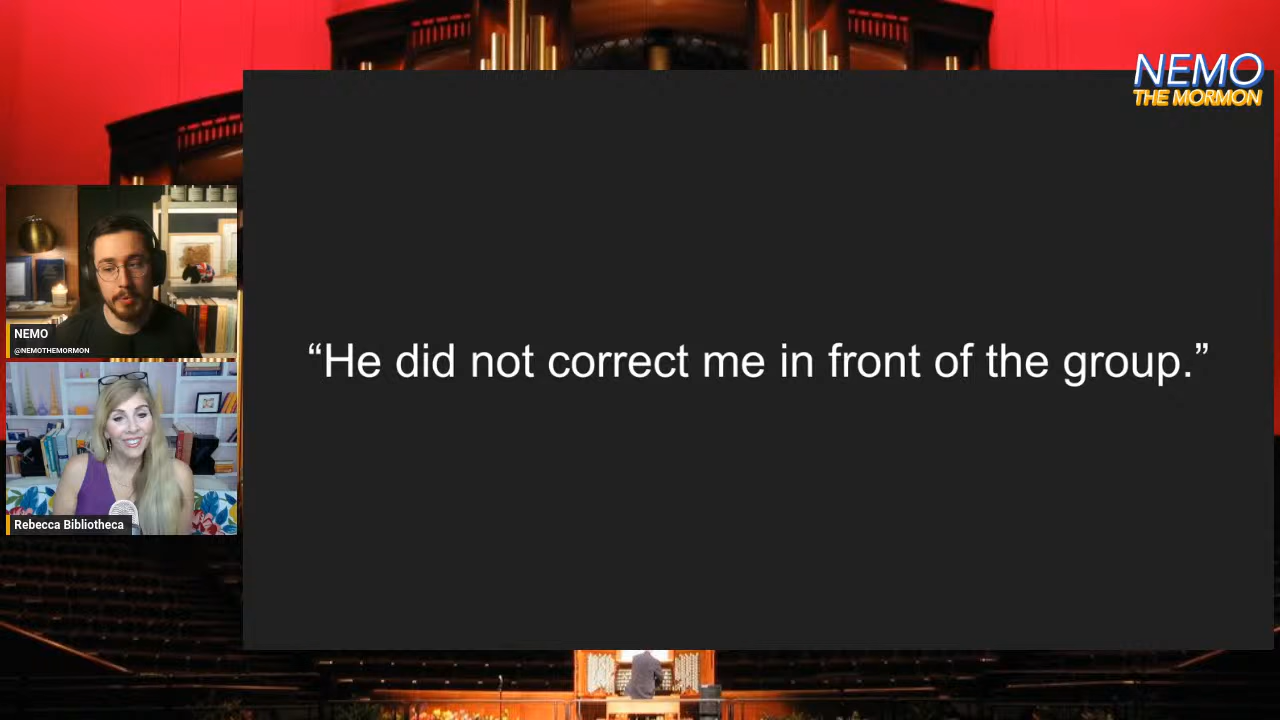 NEMO
THE MORMON
NEMO
@NEMOTHEMORMON
Rebecca Bibliotheca
“He did not correct me in front of the group.”